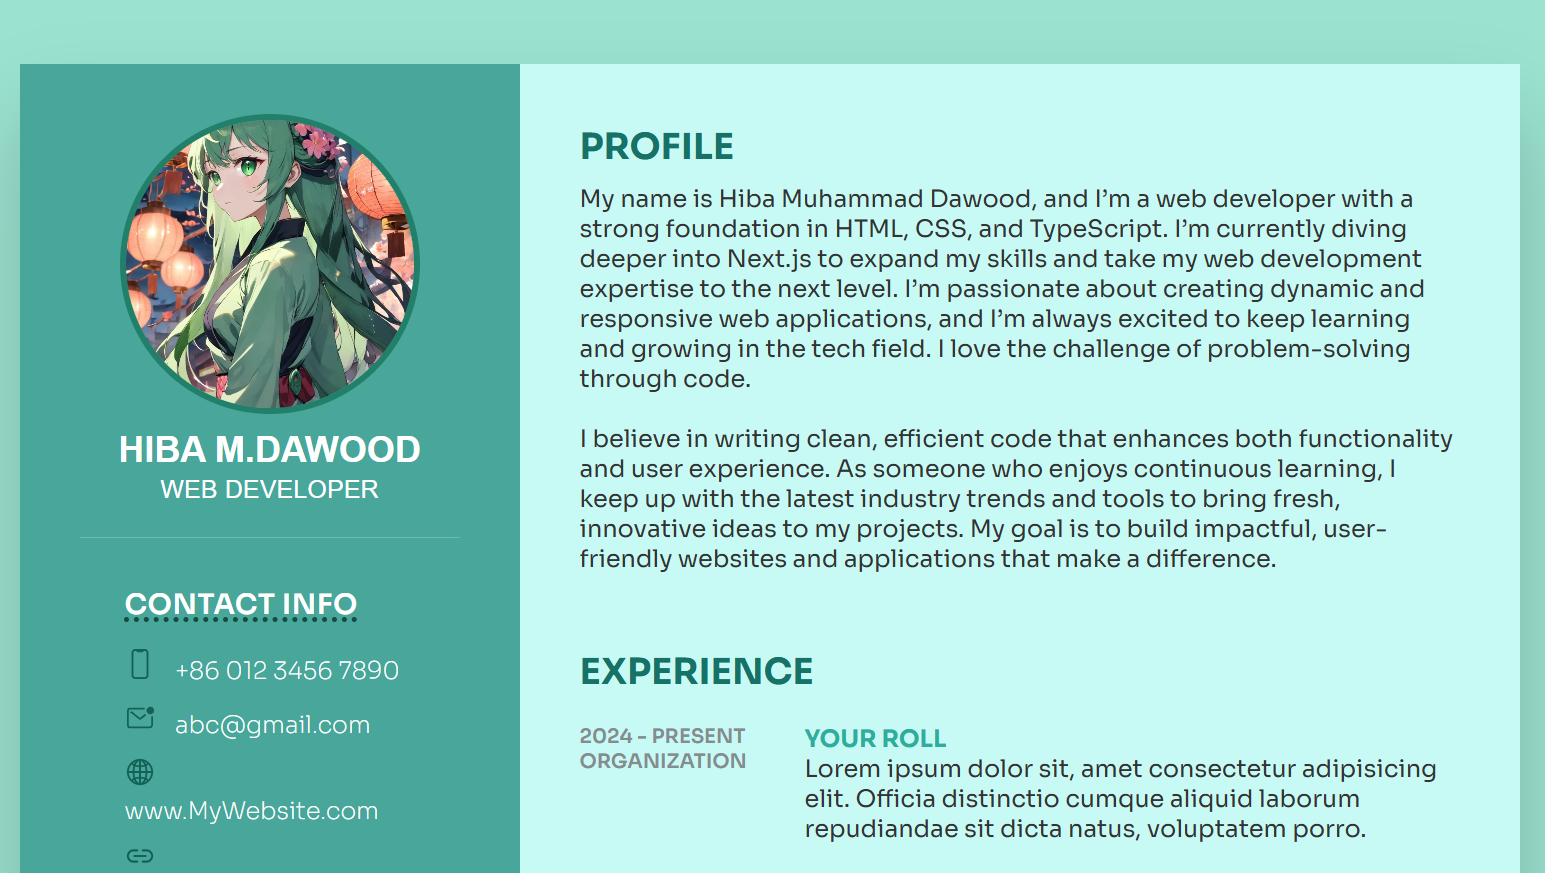 HIBA M.DAWOOD
WEB DEVELOPER
CONTACT INFO
+86 012 3456 7890
abc@gmail.com
www.MyWebsite.com
PROFILE
My name is Hiba Muhammad Dawood, and I’m a web developer with a
strong foundation in HTML, CSS, and TypeScript. I’m currently diving
deeper into Next.js to expand my skills and take my web development
expertise to the next level. I’m passionate about creating dynamic and
responsive web applications, and I’m always excited to keep learning
and growing in the tech field. I love the challenge of problem-solving
through code.
I believe in writing clean, efficient code that enhances both functionality
and user experience. As someone who enjoys continuous learning, I
keep up with the latest industry trends and tools to bring fresh,
innovative ideas to my projects. My goal is to build impactful, user-
friendly websites and applications that make a difference.
EXPERIENCE
2024 - PRESENT
ORGANIZATION
YOUR ROLL
Lorem ipsum dolor sit, amet consectetur adipisicing
elit. Officia distinctio cumque aliquid laborum
repudiandae sit dicta natus, voluptatem porro.